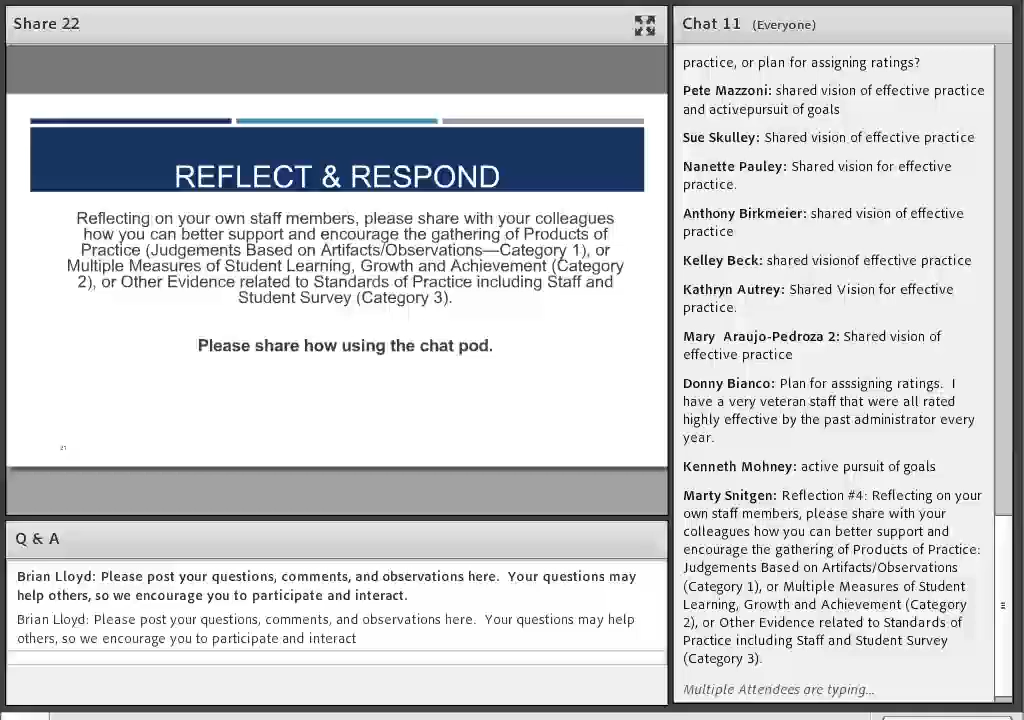 Share 22
REFLECT & RESPOND
Reflecting on your own staff members, please share with your colleagues
how you can better support and encourage the gathering of Products of
Practice (Judgements Based on Artifacts/Observations—Category 1), or
Multiple Measures of Student Learning, Growth and Achievement (Category
2), or Other Evidence related to Standards of Practice including Staff and
Student Survey (Category 3).
Please share how using the chat pod.
21
Q & A
Brian Lloyd: Please post your questions, comments, and observations here.  Your questions may
help others, so we encourage you to participate and interact.
Brian Lloyd: Please post your questions, comments, and observations here.  Your questions may help
others, so we encourage you to participate and interact
Chat 11 (Everyone)
practice, or plan for assigning ratings?
Pete Mazzoni: shared vision of effective practice
and activepursuit of goals
Sue Skulley: Shared vision of effective practice
Nanette Pauley: Shared vision for effective
practice.
Anthony Birkmeier: shared vision of effective
practice
Kelley Beck: shared visionof effective practice
Kathryn Autrey: Shared Vision for effective
practice.
Mary  Araujo-Pedroza 2: Shared vision of
effective practice
Donny Bianco: Plan for asssigning ratings.  I
have a very veteran staff that were all rated
highly effective by the past administrator every
year.
Kenneth Mohney: active pursuit of goals
Marty Snitgen: Reflection #4: Reflecting on your
own staff members, please share with your
colleagues how you can better support and
encourage the gathering of Products of Practice:
Judgements Based on Artifacts/Observations
(Category 1), or Multiple Measures of Student
Learning, Growth and Achievement (Category
2), or Other Evidence related to Standards of
Practice including Staff and Student Survey
(Category 3).
Multiple Attendees are typing...